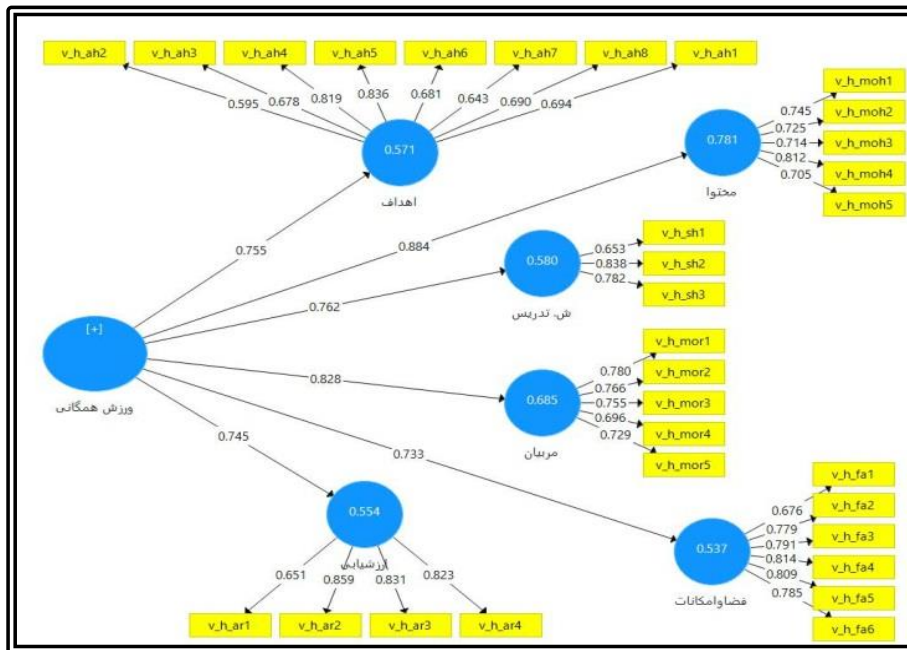 v_h_ah2
v_h_ah3
v_h_ah4
v_h_ah5
v_h_ah6
v_h_ah7
v_h_ah8
v_h_ah1
0.595
0.678
0.819
0.836
0.681
0.643
0.690
0.694
0.571
اهداف
v_h_moh1
v_h_moh2
v_h_moh3
v_h_moh4
v_h_moh5
0.745
0.725
0.714
0.812
0.705
0.781
محتوا
0.755
0.884
0.762
0.828
0.745
0.733
v_h_sh1
v_h_sh2
v_h_sh3
0.653
0.838
0.782
0.580
ش. تدریس
[+]
ورزش همگانی
v_h_mor1
v_h_mor2
v_h_mor3
v_h_mor4
v_h_mor5
0.780
0.766
0.755
0.696
0.729
0.685
مربیان
0.554
ارزشیابی
0.651
0.859
0.831
0.823
v_h_ar1
v_h_ar2
v_h_ar3
v_h_ar4
v_h_fa1
v_h_fa2
v_h_fa3
v_h_fa4
v_h_fa5
v_h_fa6
0.676
0.779
0.791
0.814
0.809
0.785
0.537
فضاوامکانات